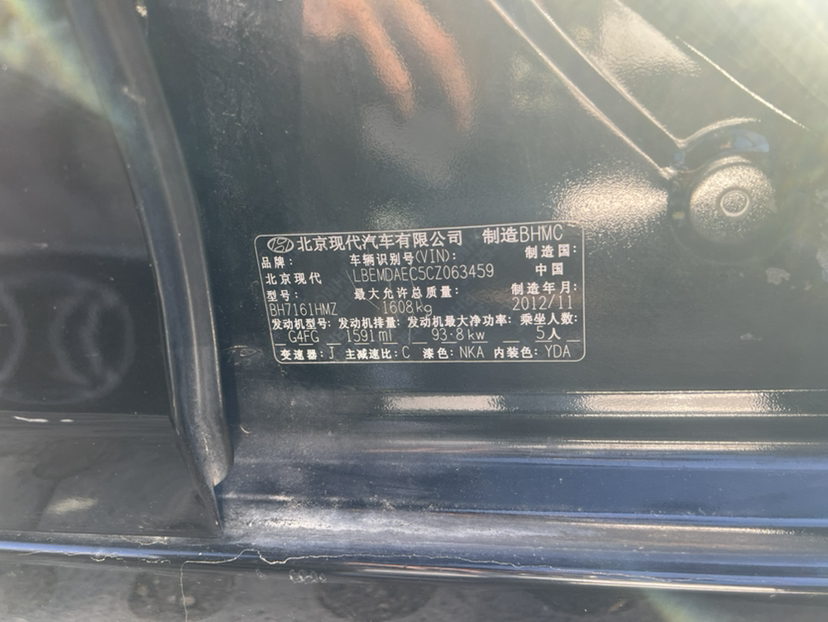 北京现代汽车有限公司 制造BHMC
品牌： 车辆识别号(VIN)： 制造国：
北京现代 LBEMDAEC5CZ063459 中国
型号： 最大允许总质量： 制造年月：
BH7161HMZ 1608kg 2012/11
发动机型号： 发动机排量： 发动机最大净功率： 乘坐人数：
G4FG 1591ml 93.8kw 5人
变速器：J 主减速比：C 漆色：NKA 内装色：YDA